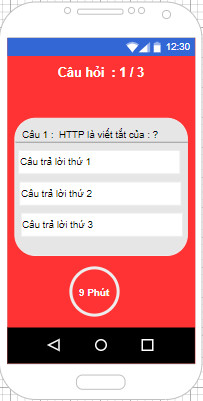 12:30
Câu hỏi : 1 / 3
Câu 1 : HTTP là viết tắt của : ?
Câu trả lời thứ 1
Câu trả lời thứ 2
Câu trả lời thứ 3
9 Phút